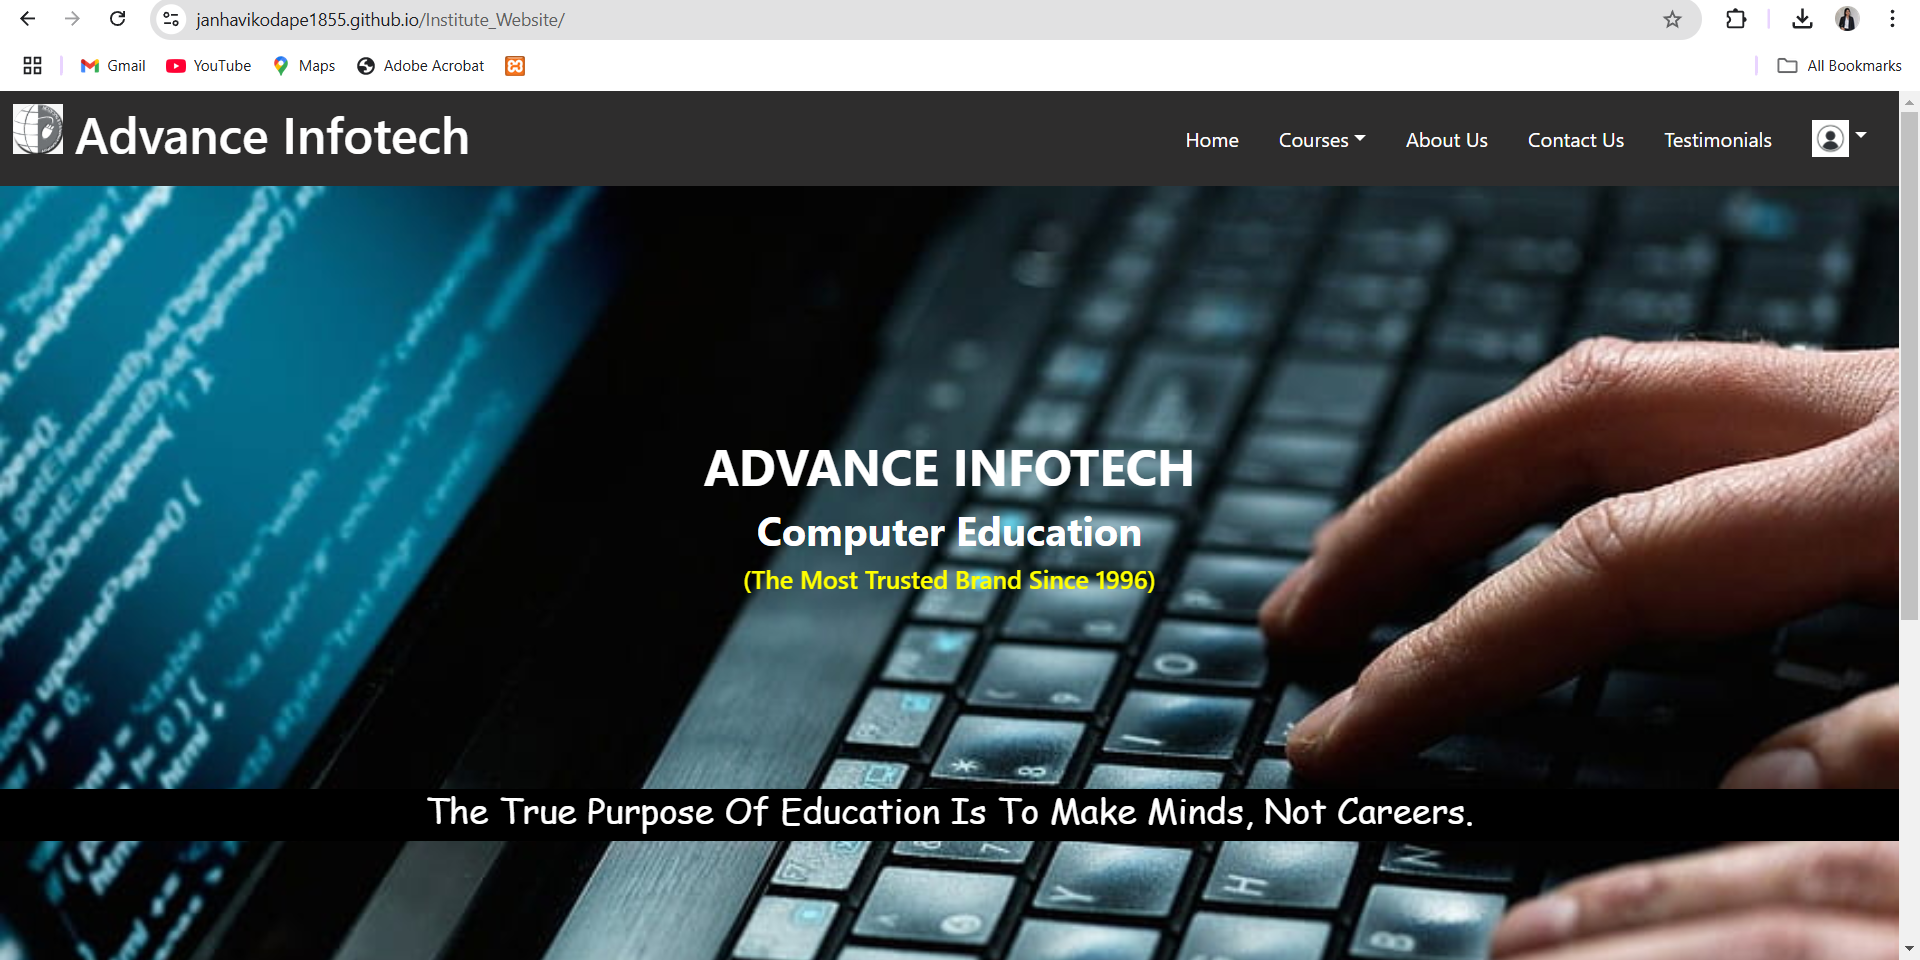 janhavikodape1855.github.io/Institute_Website/
Gmail YouTube Maps Adobe Acrobat All Bookmarks
Advance Infotech
Home Courses About Us Contact Us Testimonials
ADVANCE INFOTECH
Computer Education
(The Most Trusted Brand Since 1996)
The True Purpose Of Education Is To Make Minds, Not Careers.